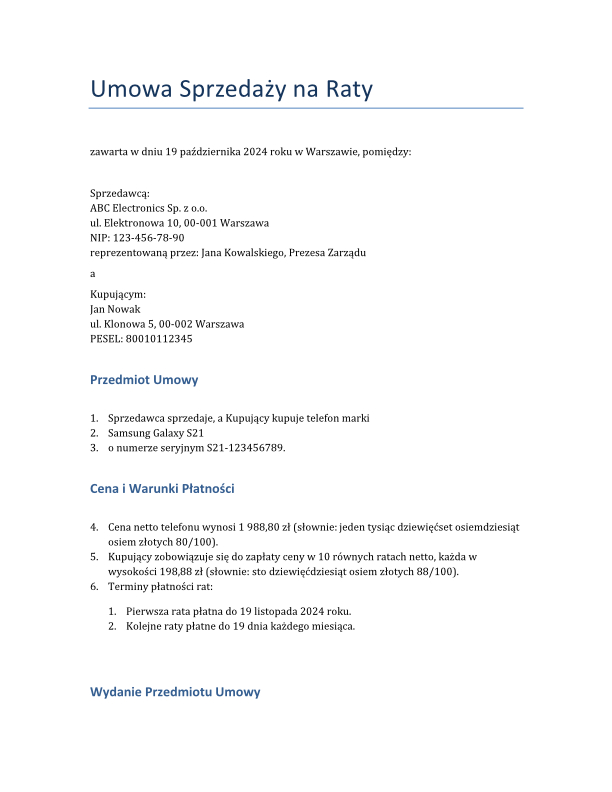 Umowa Sprzedaży na Raty
zawarta w dniu 19 października 2024 roku w Warszawie, pomiędzy:
Sprzedawcą:
ABC Electronics Sp. z o.o.
ul. Elektronowa 10, 00-001 Warszawa
NIP: 123-456-78-90
reprezentowaną przez: Jana Kowalskiego, Prezesa Zarządu
a
Kupującym:
Jan Nowak
ul. Klonowa 5, 00-002 Warszawa
PESEL: 80010112345
Przedmiot Umowy
1. Sprzedawca sprzedaje, a Kupujący kupuje telefon marki
2. Samsung Galaxy S21
3. o numerze seryjnym S21-123456789.
Cena i Warunki Płatności
4. Cena netto telefonu wynosi 1 988,80 zł (słownie: jeden tysiąc dziewięćset osiemdziesiąt
osiem złotych 80/100).
5. Kupujący zobowiązuje się do zapłaty ceny w 10 równych ratach netto, każda w
wysokości 198,88 zł (słownie: sto dziewięćdziesiąt osiem złotych 88/100).
6. Terminy płatności rat:
1. Pierwsza rata płatna do 19 listopada 2024 roku.
2. Kolejne raty płatne do 19 dnia każdego miesiąca.
Wydanie Przedmiotu Umowy